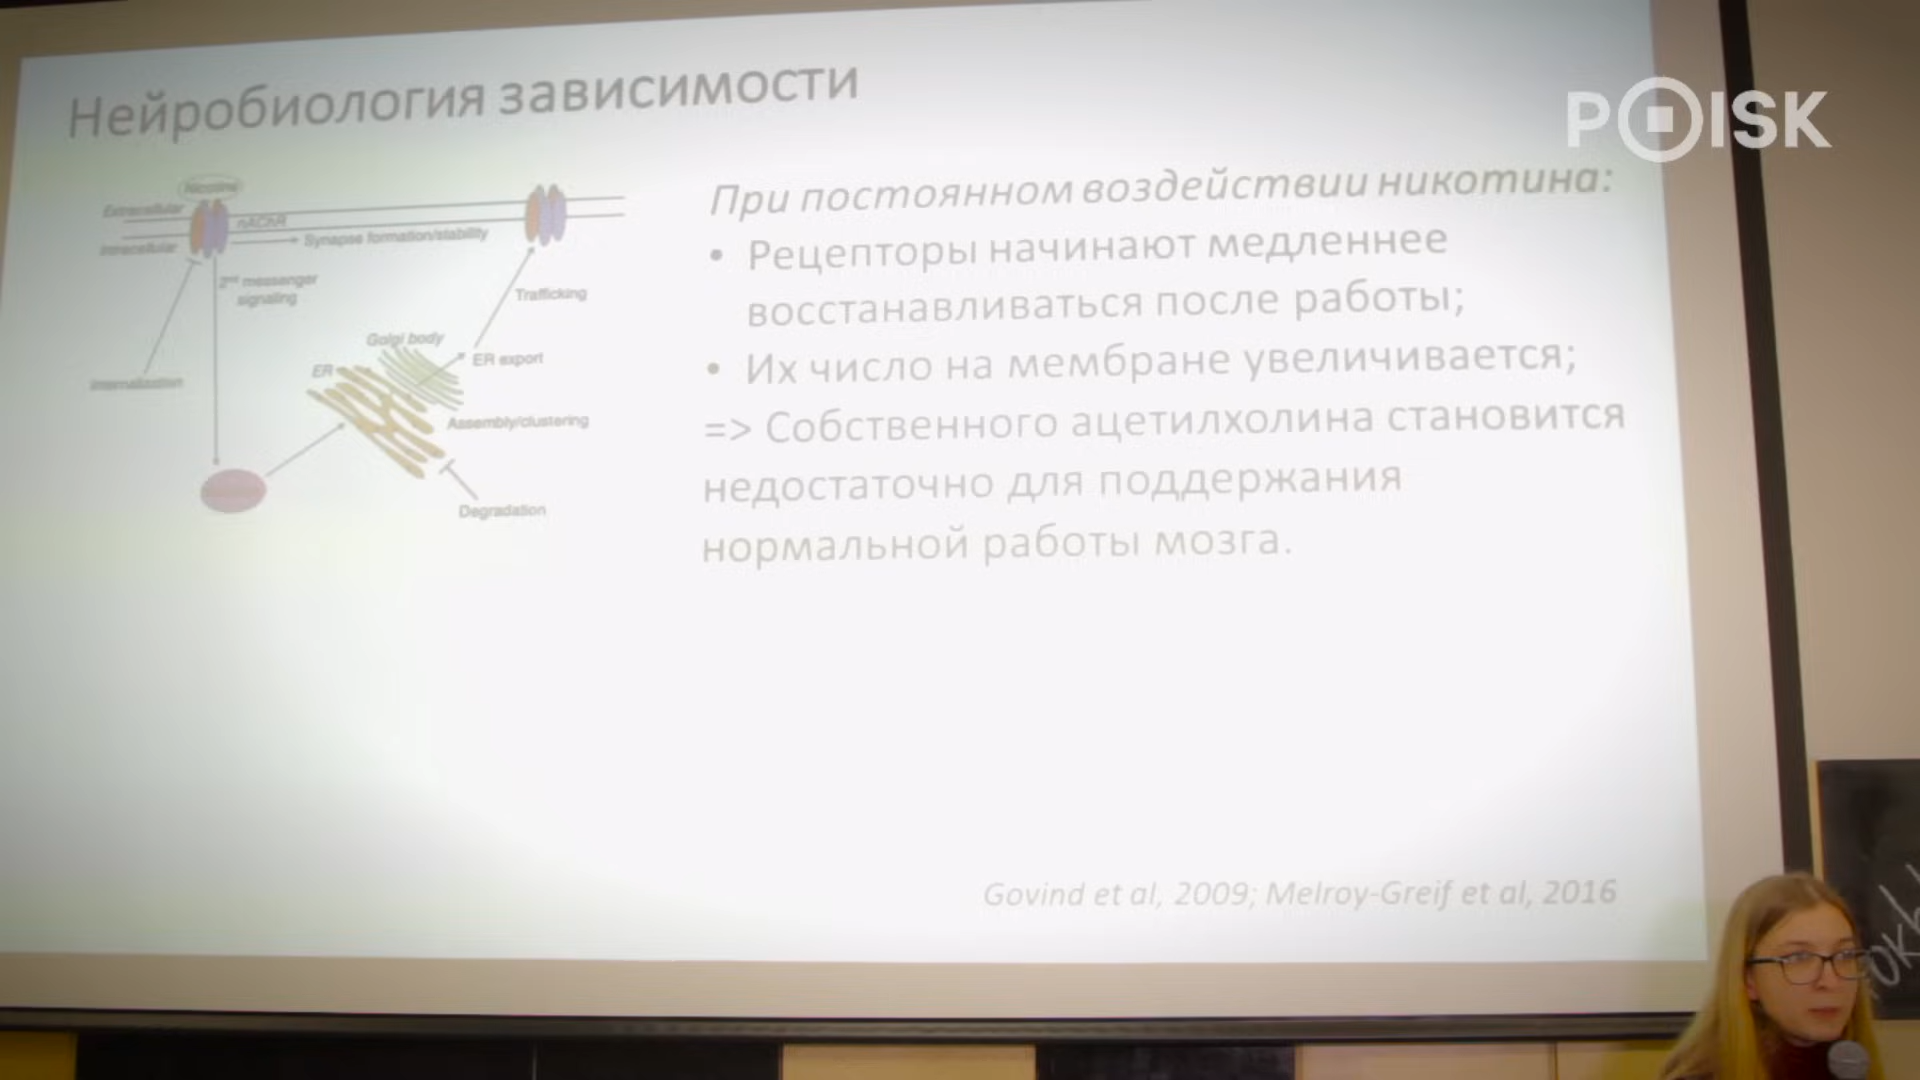 Нейробиология зависимости
POISK
Nicotine
Extracellular
nAChR
Intracellular
Synapse formation/stability
2nd messenger
signaling
Trafficking
Golgi body
ER
ER export
Internalization
Assembly/clustering
Degradation
При постоянном воздействии никотина:
• Рецепторы начинают медленнее
восстанавливаться после работы;
• Их число на мембране увеличивается;
=> Собственного ацетилхолина становится
недостаточно для поддержания
нормальной работы мозга.
Govind et al, 2009; Melroy-Greif et al, 2016